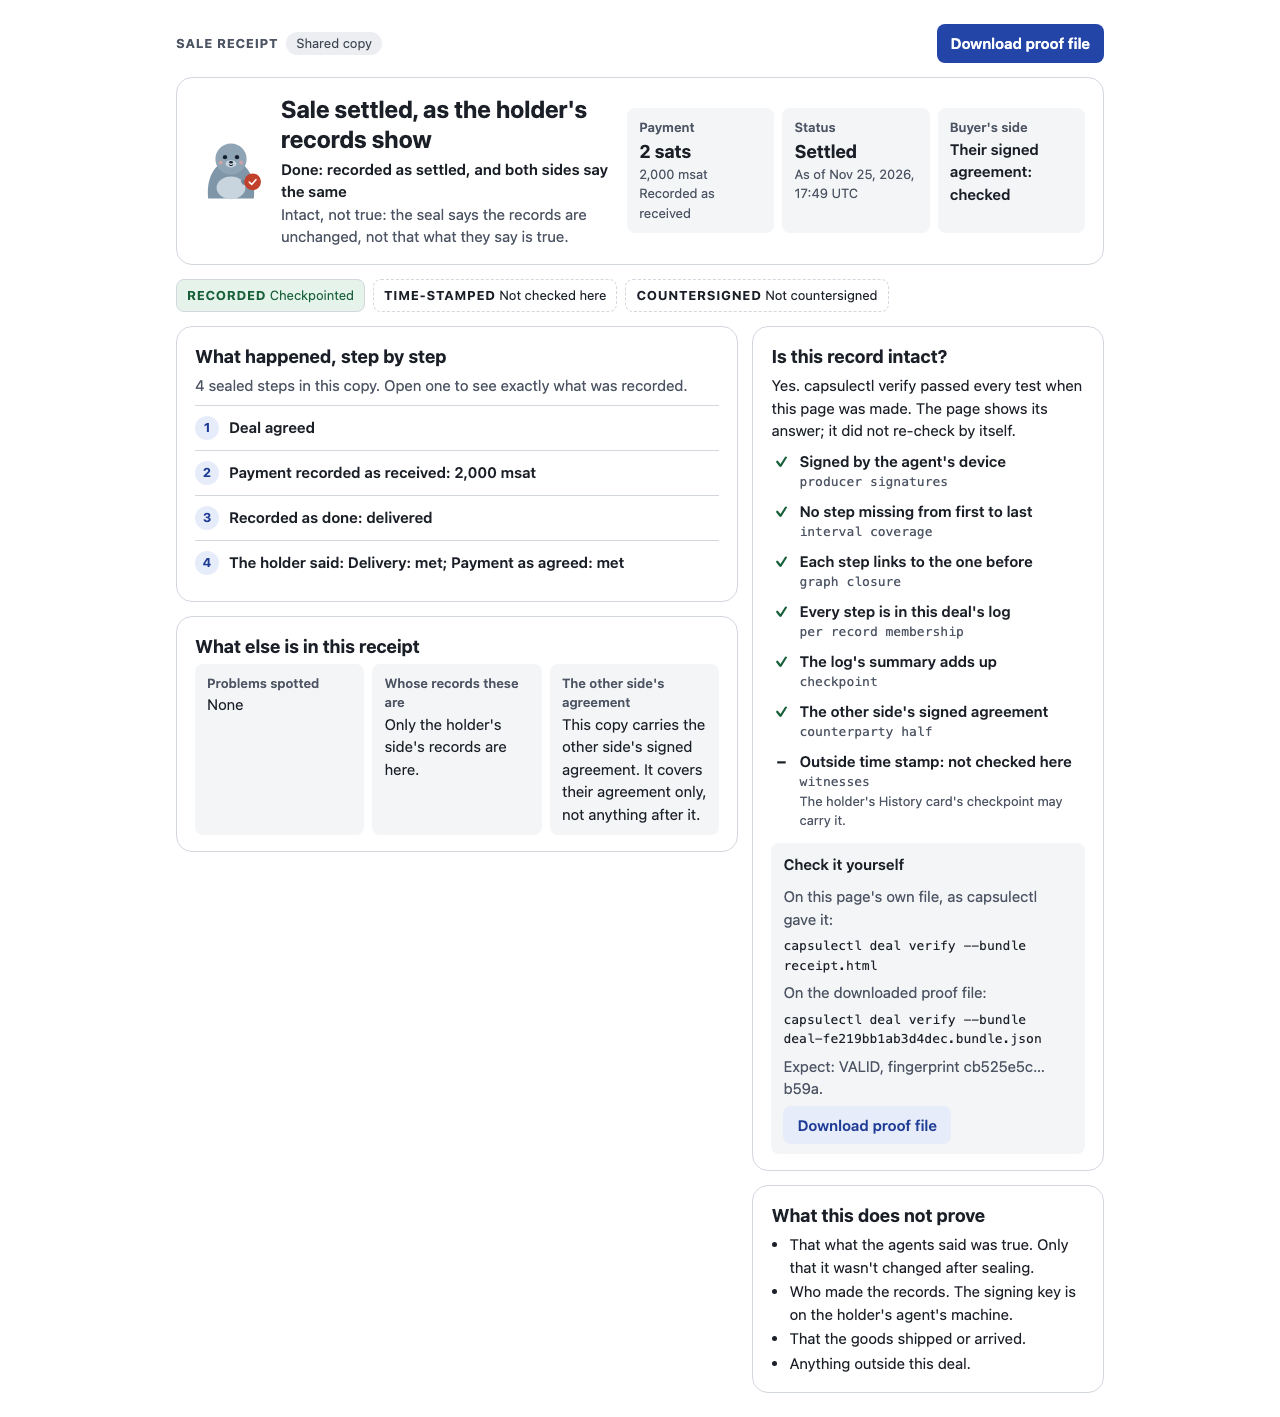 SALE RECEIPT Shared copy
Download proof file
Sale settled, as the holder's
records show
Done: recorded as settled, and both sides say
the same
Intact, not true: the seal says the records are
unchanged, not that what they say is true.
Payment
2 sats
2,000 msat
Recorded as
received
Status
Settled
As of Nov 25, 2026,
17:49 UTC
Buyer's side
Their signed
agreement:
checked
RECORDED Checkpointed
TIME-STAMPED Not checked here
COUNTERSIGNED Not countersigned
What happened, step by step
4 sealed steps in this copy. Open one to see exactly what was recorded.
1 Deal agreed
2 Payment recorded as received: 2,000 msat
3 Recorded as done: delivered
4 The holder said: Delivery: met; Payment as agreed: met
What else is in this receipt
Problems spotted
None
Whose records these
are
Only the holder's
side's records are
here.
The other side's
agreement
This copy carries the
other side's signed
agreement. It covers
their agreement only,
not anything after it.
Is this record intact?
Yes. capsulectl verify passed every test when
this page was made. The page shows its
answer; it did not re-check by itself.
Signed by the agent's device
producer signatures
No step missing from first to last
interval coverage
Each step links to the one before
graph closure
Every step is in this deal's log
per record membership
The log's summary adds up
checkpoint
The other side's signed agreement
counterparty half
Outside time stamp: not checked here
witnesses
The holder's History card's checkpoint may
carry it.
Check it yourself
On this page's own file, as capsulectl
gave it:
capsulectl deal verify --bundle
receipt.html
On the downloaded proof file:
capsulectl deal verify --bundle
deal-fe219bb1ab3d4dec.bundle.json
Expect: VALID, fingerprint cb525e5c…
b59a.
Download proof file
What this does not prove
• That what the agents said was true. Only
that it wasn't changed after sealing.
• Who made the records. The signing key is
on the holder's agent's machine.
• That the goods shipped or arrived.
• Anything outside this deal.